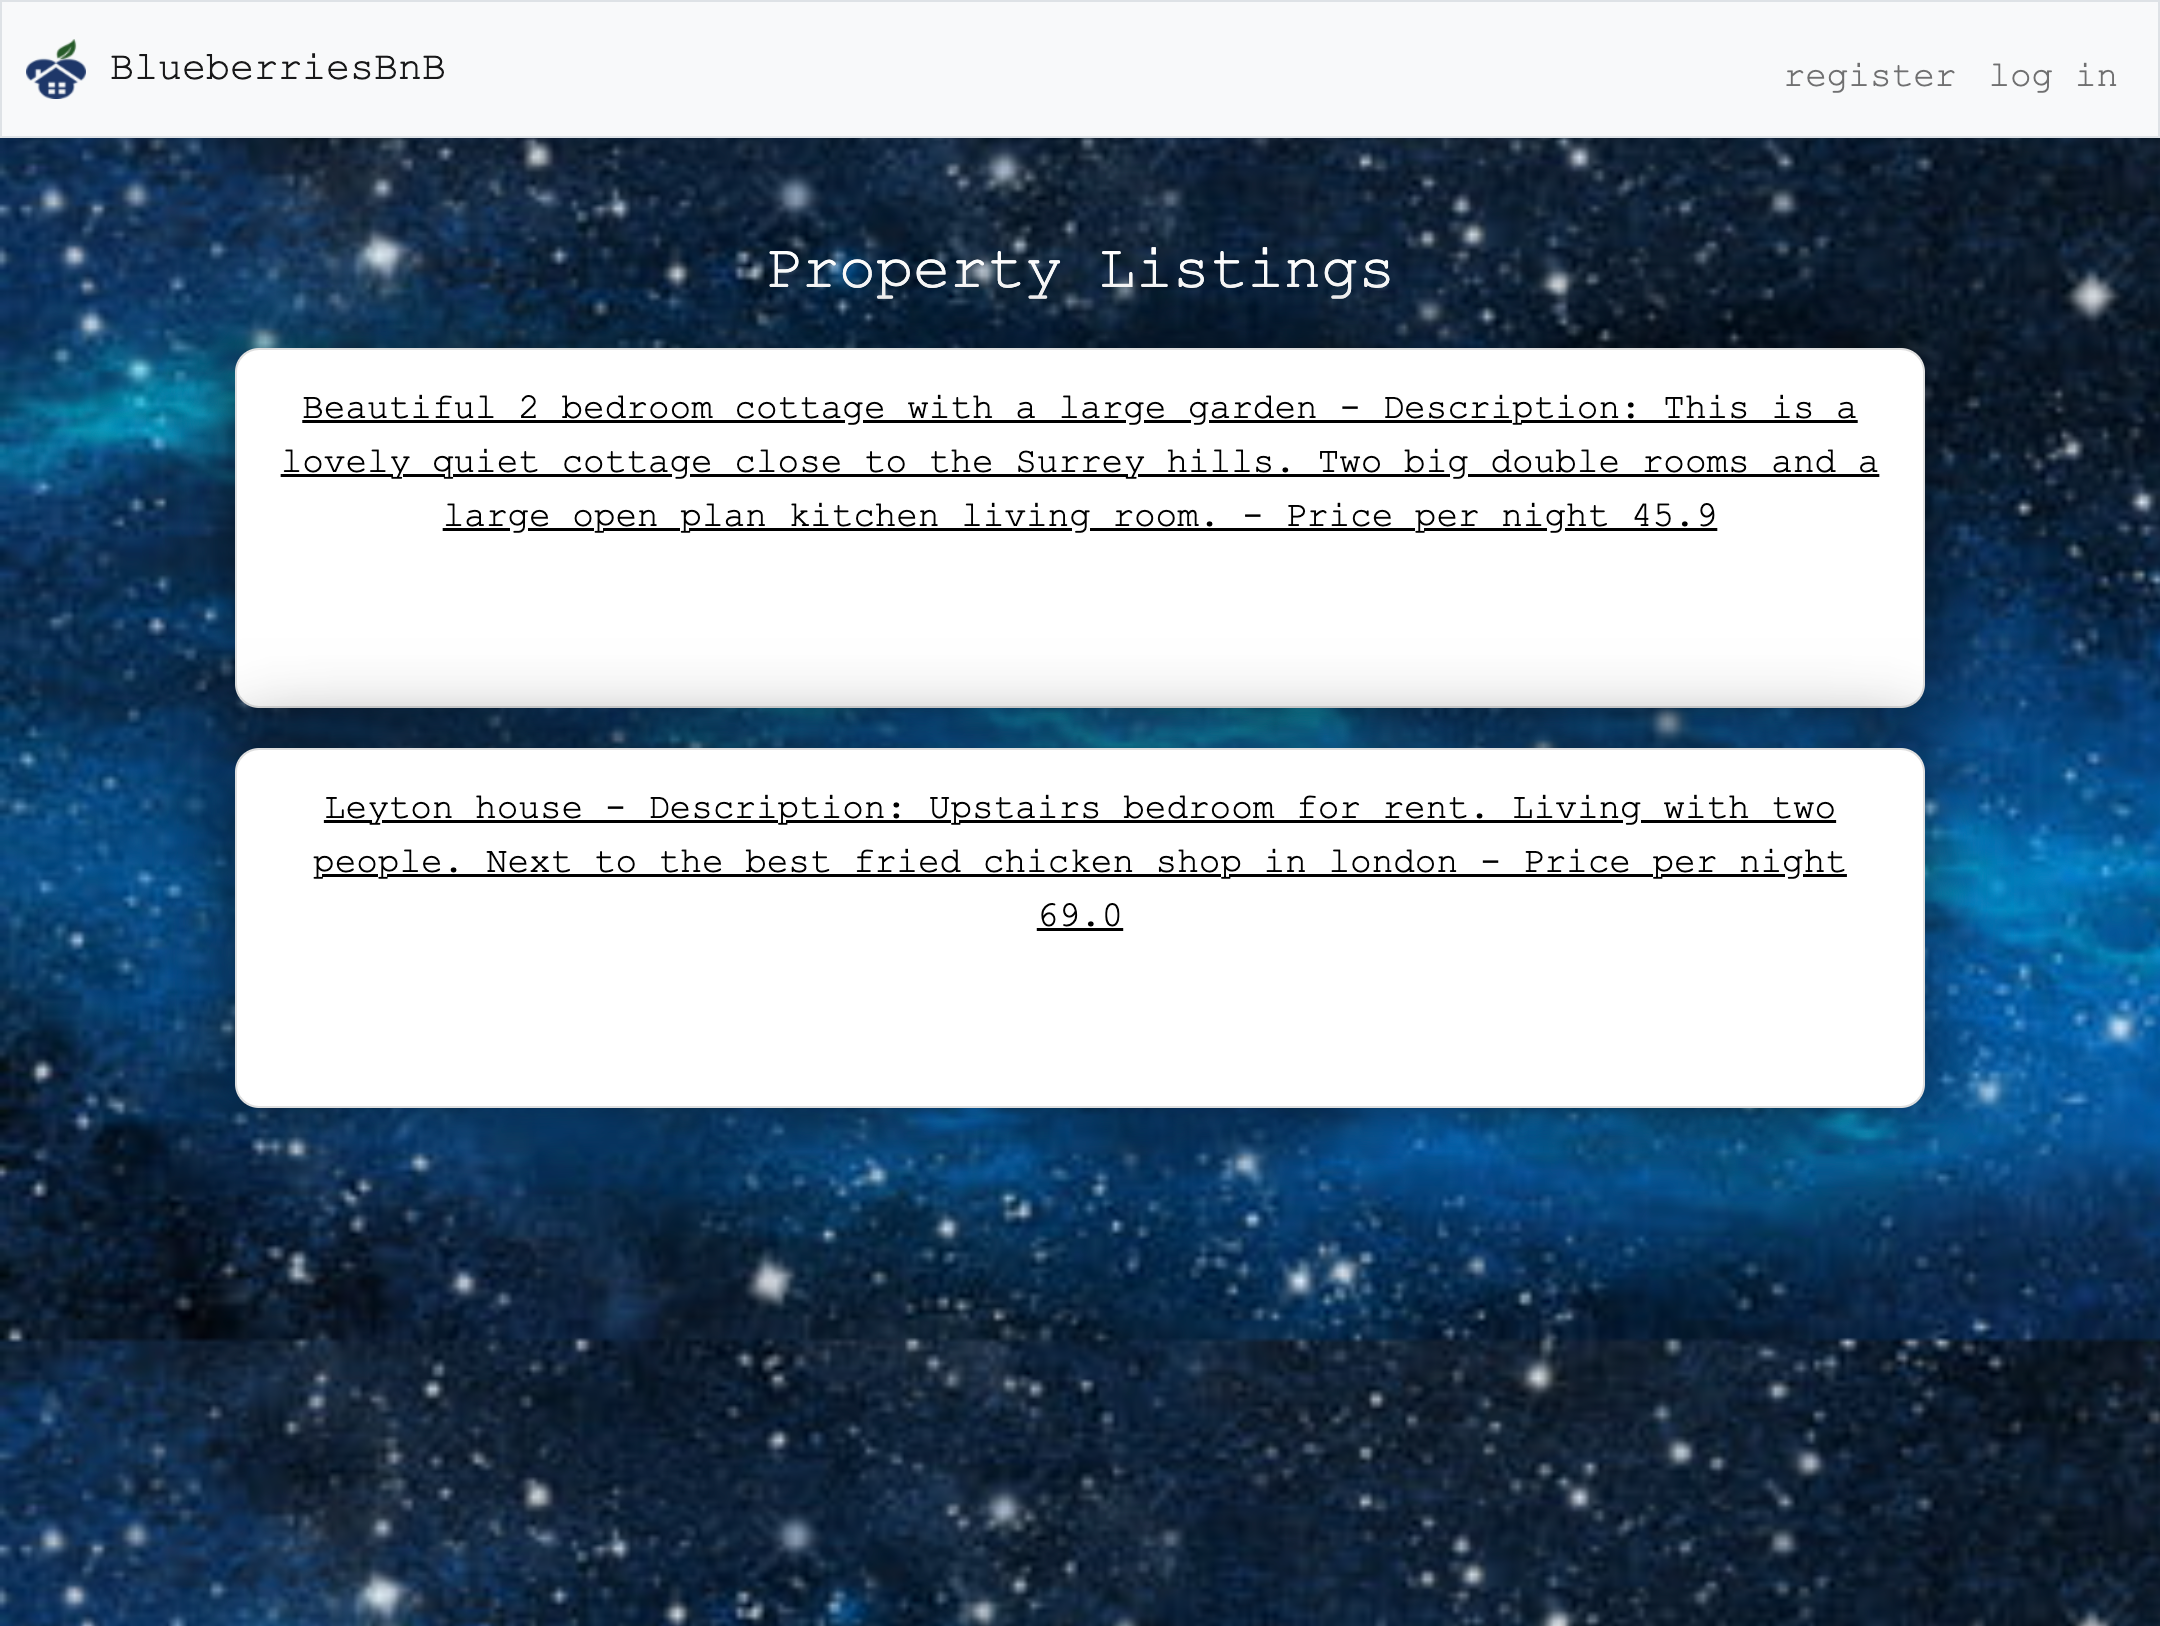 BlueberriesBnB
register log in
Property Listings
Beautiful 2 bedroom cottage with a large garden - Description: This is a
lovely quiet cottage close to the Surrey hills. Two big double rooms and a
large open plan kitchen living room. - Price per night 45.9
Leyton house - Description: Upstairs bedroom for rent. Living with two
people. Next to the best fried chicken shop in london - Price per night
69.0